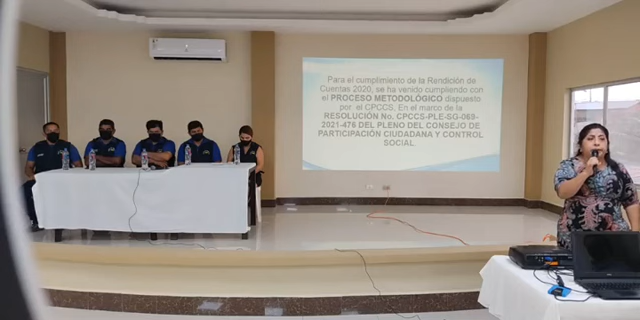 Para el cumplimiento de la Rendición de
Cuentas 2020, se ha venido cumpliendo con
el PROCESO METODOLÓGICO dispuesto
por el CPCCS, En el marco de la
RESOLUCIÓN No. CPCCS-PLE-SG-069-
2021-476 DEL PLENO DEL CONSEJO DE
PARTICIPACIÓN CIUDADANA Y CONTROL
SOCIAL.